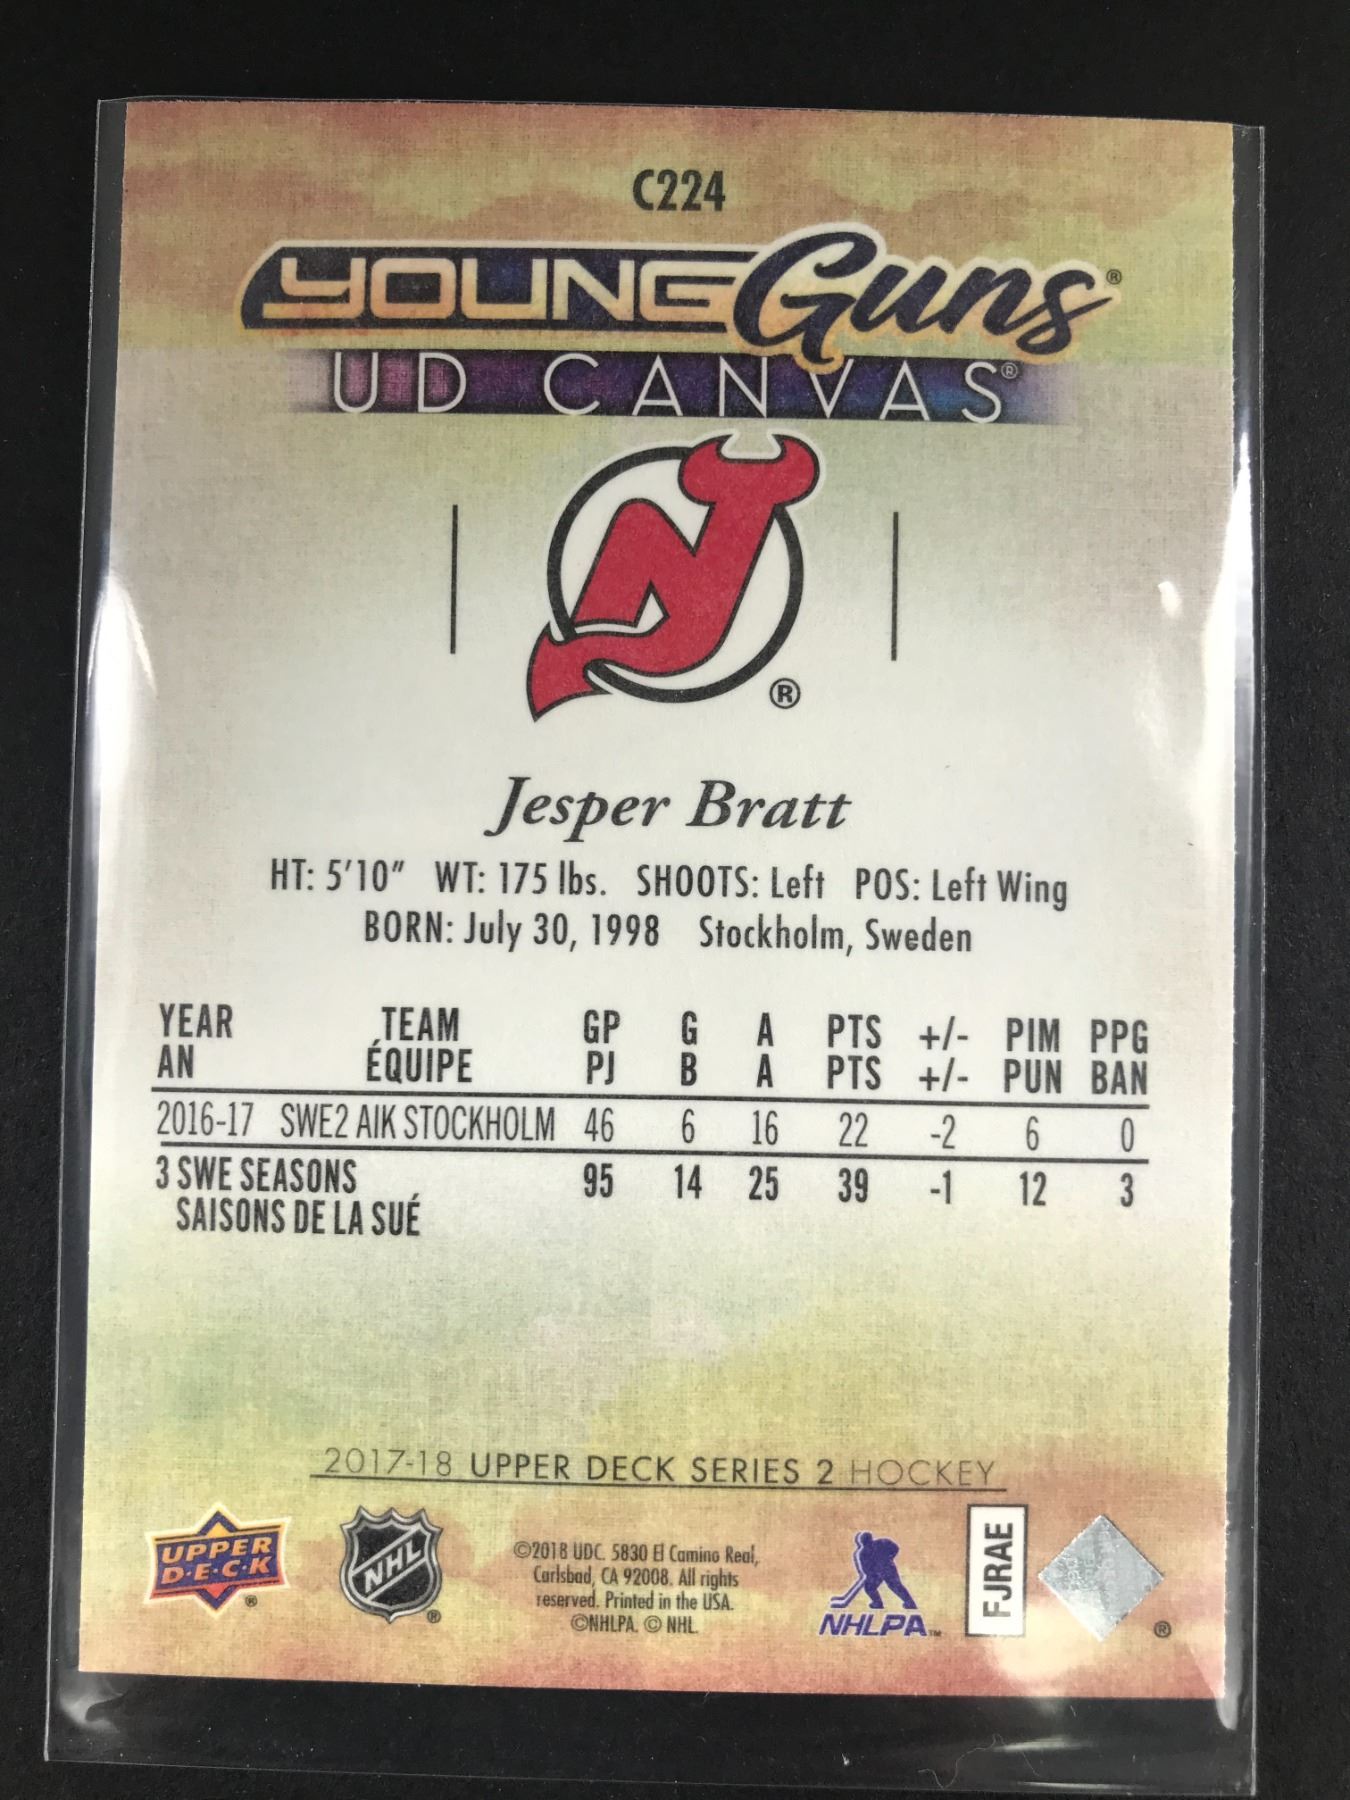 C224
YOUNG Guns®
UD CANVAS®
®
Jesper Bratt
HT: 5'10" WT: 175 lbs. SHOOTS: Left POS: Left Wing
BORN: July 30, 1998 Stockholm, Sweden
YEAR TEAM GP G A PTS +/- PIM PPG
AN ÉQUIPE PJ B A PTS +/- PUN BAN
2016-17 SWE2 AIK STOCKHOLM 46 6 16 22 -2 6 0
3 SWE SEASONS 95 14 25 39 -1 12 3
SAISONS DE LA SUÉ
2017-18 UPPER DECK SERIES 2 HOCKEY
UPPER
D·E·C·K
®
NHL
®
©2018 UDC. 5830 El Camino Real,
Carlsbad, CA 92008. All rights
reserved. Printed in the USA.
©NHLPA. © NHL.
NHLPA™
FJRAE
®